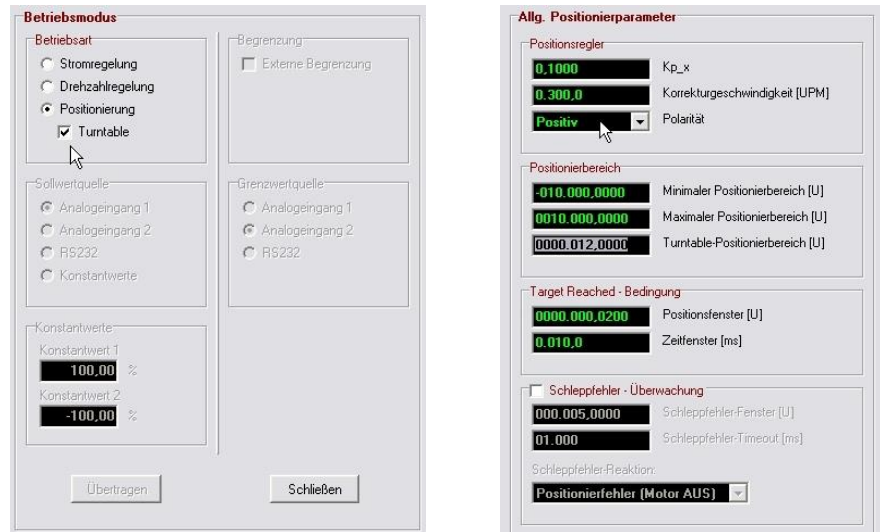 Betriebsmodus
Betriebsart
Stromregelung
Drehzahlregelung
Positionierung
Turntable
Begrenzung
Externe Begrenzung
Sollwertquelle
Analogeingang 1
Analogeingang 2
RS232
Konstantwerte
Grenzwertquelle
Analogeingang 1
Analogeingang 2
RS232
Konstantwerte
Konstantwert 1
100,00 %
Konstantwert 2
-100,00 %
Übertragen
Schließen
Allg. Positionierparameter
Positionsregler
0,1000 Kp_x
0.300,0 Korrekturgeschwindigkeit [UPM]
Positiv Polarität
Positionierbereich
-010.000,0000 Minimaler Positionierbereich [U]
0010.000,0000 Maximaler Positionierbereich [U]
0000.012,0000 Turntable-Positionierbereich [U]
Target Reached - Bedingung
0000.000,0200 Positionsfenster [U]
0.010,0 Zeitfenster [ms]
Schleppfehler - Überwachung
000.005,0000 Schleppfehler-Fenster [U]
01.000 Schleppfehler-Timeout [ms]
Schleppfehler-Reaktion:
Positionierfehler (Motor AUS)